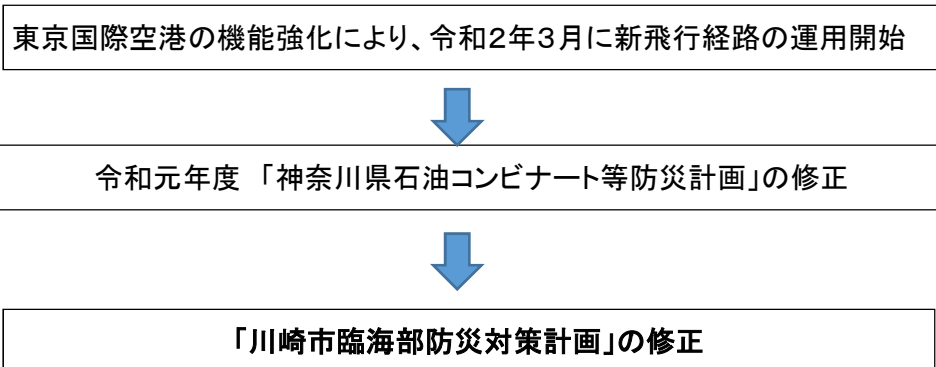 東京国際空港の機能強化により、令和2年3月に新飛行経路の運用開始
令和元年度 「神奈川県石油コンビナート等防災計画」の修正
「川崎市臨海部防災対策計画」の修正